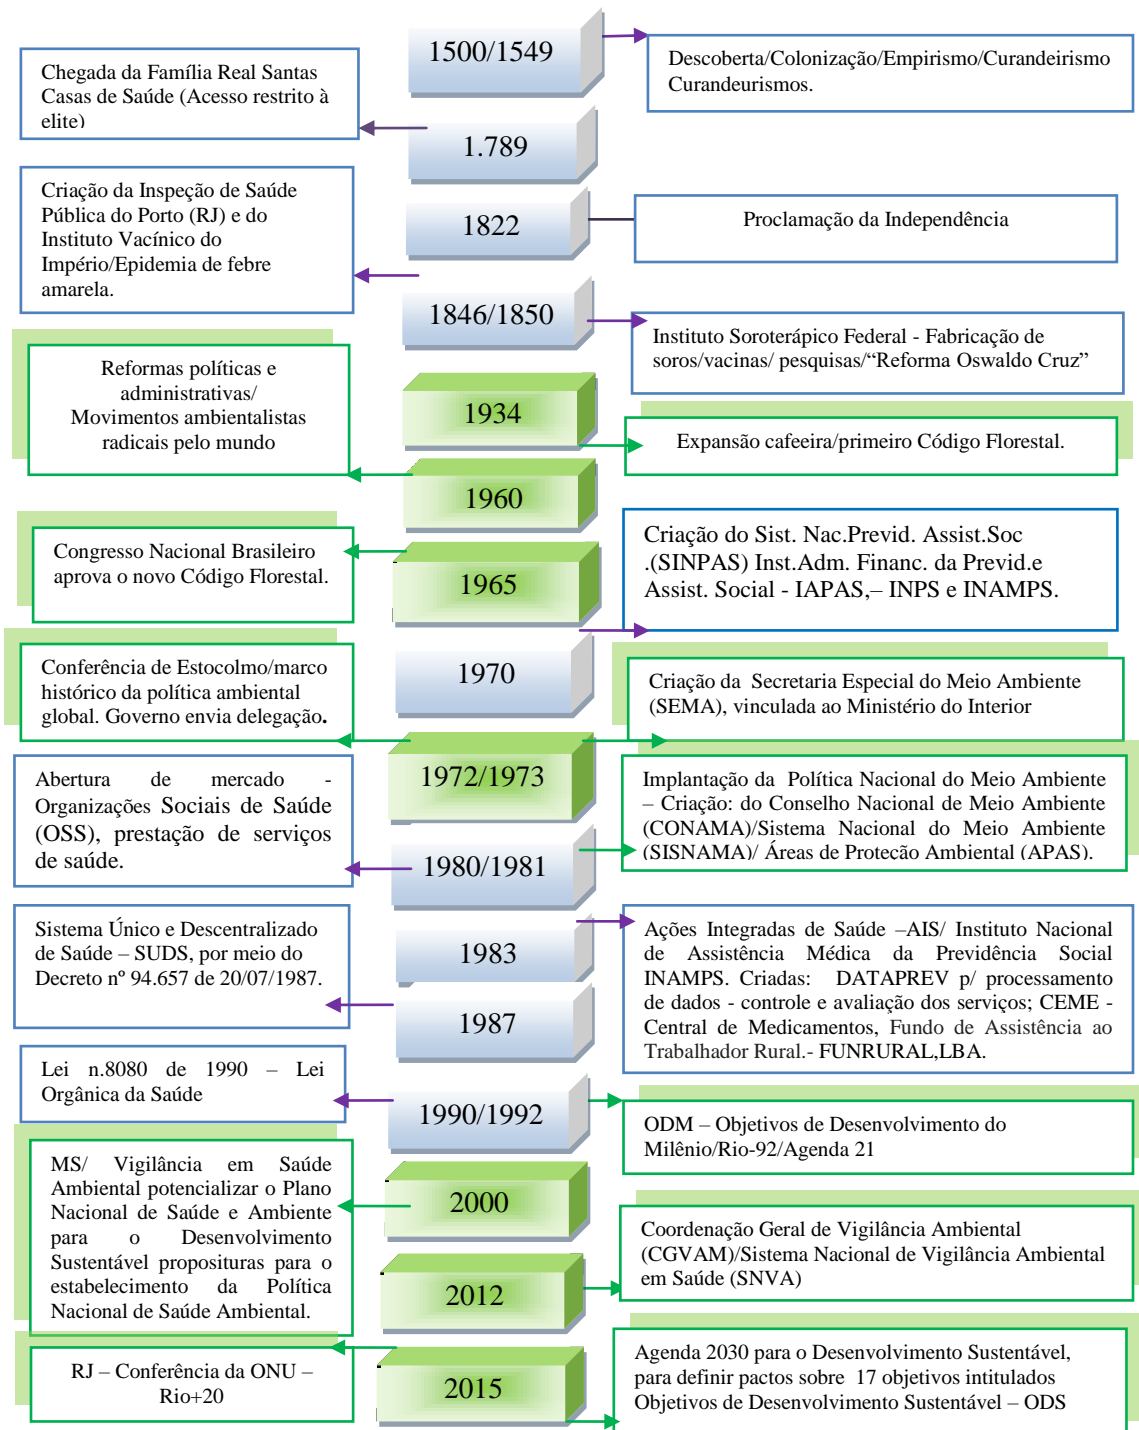 1500/1549
Descoberta/Colonização/Empirismo/Curandeirismo
Curandeurismos.
Chegada da Família Real Santas
Casas de Saúde (Acesso restrito à
elite)
1.789
Criação da Inspeção de Saúde
Pública do Porto (RJ) e do
Instituto Vacínico do
Império/Epidemia de febre
amarela.
1822
Proclamação da Independência
1846/1850
Instituto Soroterápico Federal - Fabricação de
soros/vacinas/ pesquisas/“Reforma Oswaldo Cruz”
Reformas políticas e
administrativas/
Movimentos ambientalistas
radicais pelo mundo
1934
Expansão cafeeira/primeiro Código Florestal.
1960
Congresso Nacional Brasileiro
aprova o novo Código Florestal.
1965
Criação do Sist. Nac.Previd. Assist.Soc
.(SINPAS) Inst.Adm. Financ. da Previd.e
Assist. Social - IAPAS,– INPS e INAMPS.
1970
Conferência de Estocolmo/marco
histórico da política ambiental
global. Governo envia delegação.
Criação da Secretaria Especial do Meio Ambiente
(SEMA), vinculada ao Ministério do Interior
1972/1973
Abertura de mercado -
Organizações Sociais de Saúde
(OSS), prestação de serviços
de saúde.
Implantação da Política Nacional do Meio Ambiente
– Criação: do Conselho Nacional de Meio Ambiente
(CONAMA)/Sistema Nacional do Meio Ambiente
(SISNAMA)/ Áreas de Protecão Ambiental (APAS).
1980/1981
Sistema Único e Descentralizado
de Saúde – SUDS, por meio do
Decreto nº 94.657 de 20/07/1987.
1983
Ações Integradas de Saúde –AIS/ Instituto Nacional
de Assistência Médica da Previdência Social
INAMPS. Criadas: DATAPREV p/ processamento
de dados - controle e avaliação dos serviços; CEME -
Central de Medicamentos, Fundo de Assistência ao
Trabalhador Rural.- FUNRURAL,LBA.
1987
Lei n.8080 de 1990 – Lei
Orgânica da Saúde
1990/1992
ODM – Objetivos de Desenvolvimento do
Milênio/Rio-92/Agenda 21
MS/ Vigilância em Saúde
Ambiental potencializar o Plano
Nacional de Saúde e Ambiente
para o Desenvolvimento
Sustentável proposituras para o
estabelecimento da Política
Nacional de Saúde Ambiental.
2000
Coordenação Geral de Vigilância Ambiental
(CGVAM)/Sistema Nacional de Vigilância Ambiental
em Saúde (SNVA)
2012
RJ – Conferência da ONU –
Rio+20
2015
Agenda 2030 para o Desenvolvimento Sustentável,
para definir pactos sobre 17 objetivos intitulados
Objetivos de Desenvolvimento Sustentável – ODS